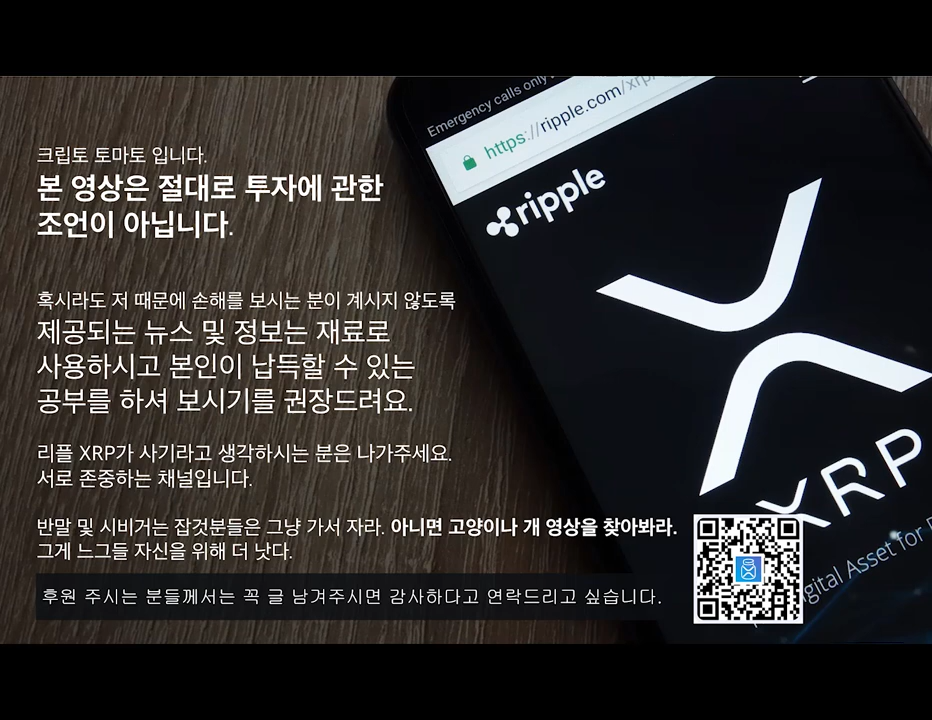 크립토 토마토 입니다.
본 영상은 절대로 투자에 관한
조언이 아닙니다.
혹시라도 저 때문에 손해를 보시는 분이 계시지 않도록
제공되는 뉴스 및 정보는 재료로
사용하시고 본인이 납득할 수 있는
공부를 하셔 보시기를 권장드려요.
리플 XRP가 사기라고 생각하시는 분은 나가주세요.
서로 존중하는 채널입니다.
반말 및 시비거는 잡것분들은 그냥 가서 자라. 아니면 고양이나 개 영상을 찾아봐라.
그게 느그들 자신을 위해 더 낫다.
후원 주시는 분들께서는 꼭 글 남겨주시면 감사하다고 연락드리고 싶습니다.
Emergency calls only
https://ripple.com/xrp/
ripple
XRP
Digital Asset for